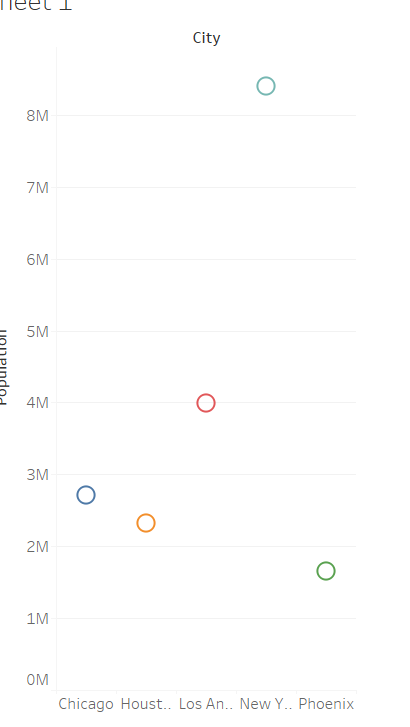 heet 1
City
8M
7M
6M
5M
4M
3M
2M
1M
0M
Population
Chicago Houst.. Los An.. New Y.. Phoenix